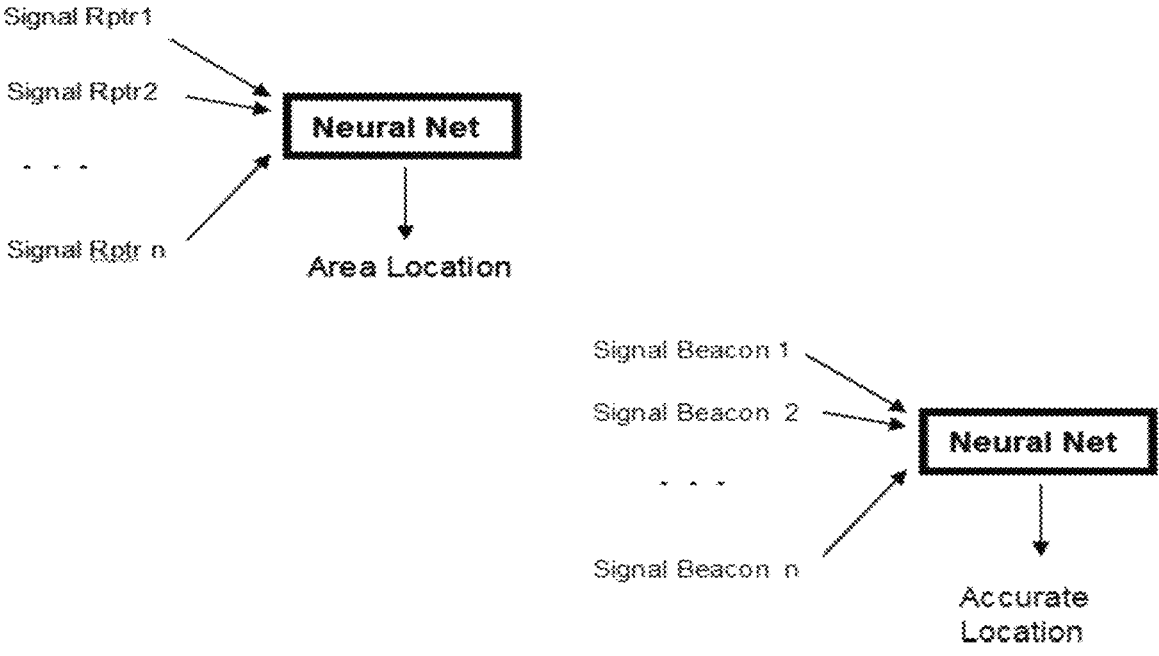 Signal Rptr1
Signal Rptr2
. . .
Signal Rptr n
Neural Net
Area Location
Signal Beacon 1
Signal Beacon 2
. . .
Signal Beacon n
Neural Net
Accurate
Location